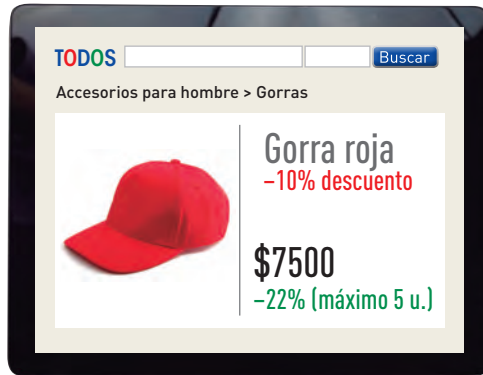 TODOS
Buscar
Accesorios para hombre > Gorras
Gorra roja
–10% descuento
$7500
–22% (máximo 5 u.)